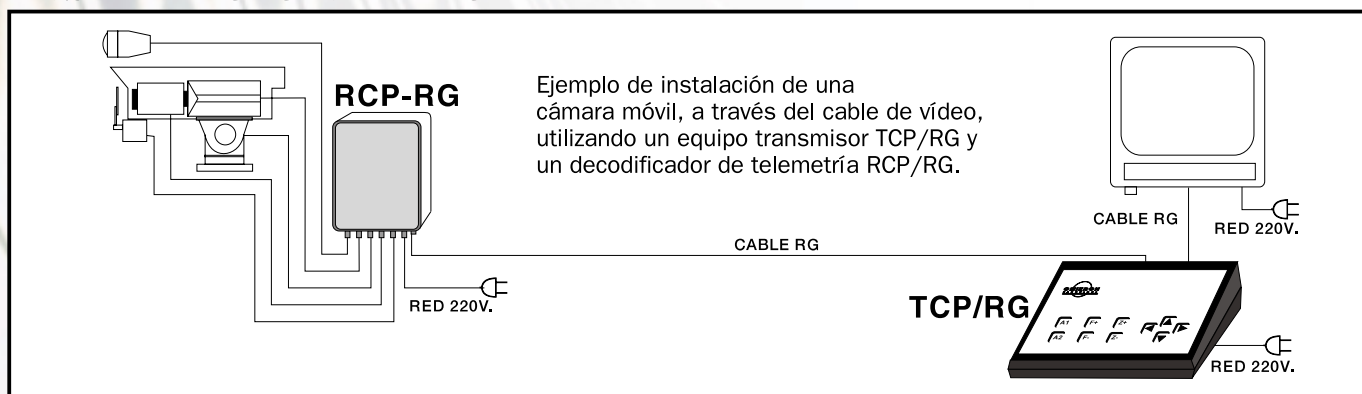 RCP-RG
Ejemplo de instalación de una
cámara móvil, a través del cable de vídeo,
utilizando un equipo transmisor TCP/RG y
un decodificador de telemetría RCP/RG.
CABLE RG
RED 220V.
CABLE RG
RED 220V.
TCP/RG
A1 F+ Z+
A2 F- Z-
RED 220V.